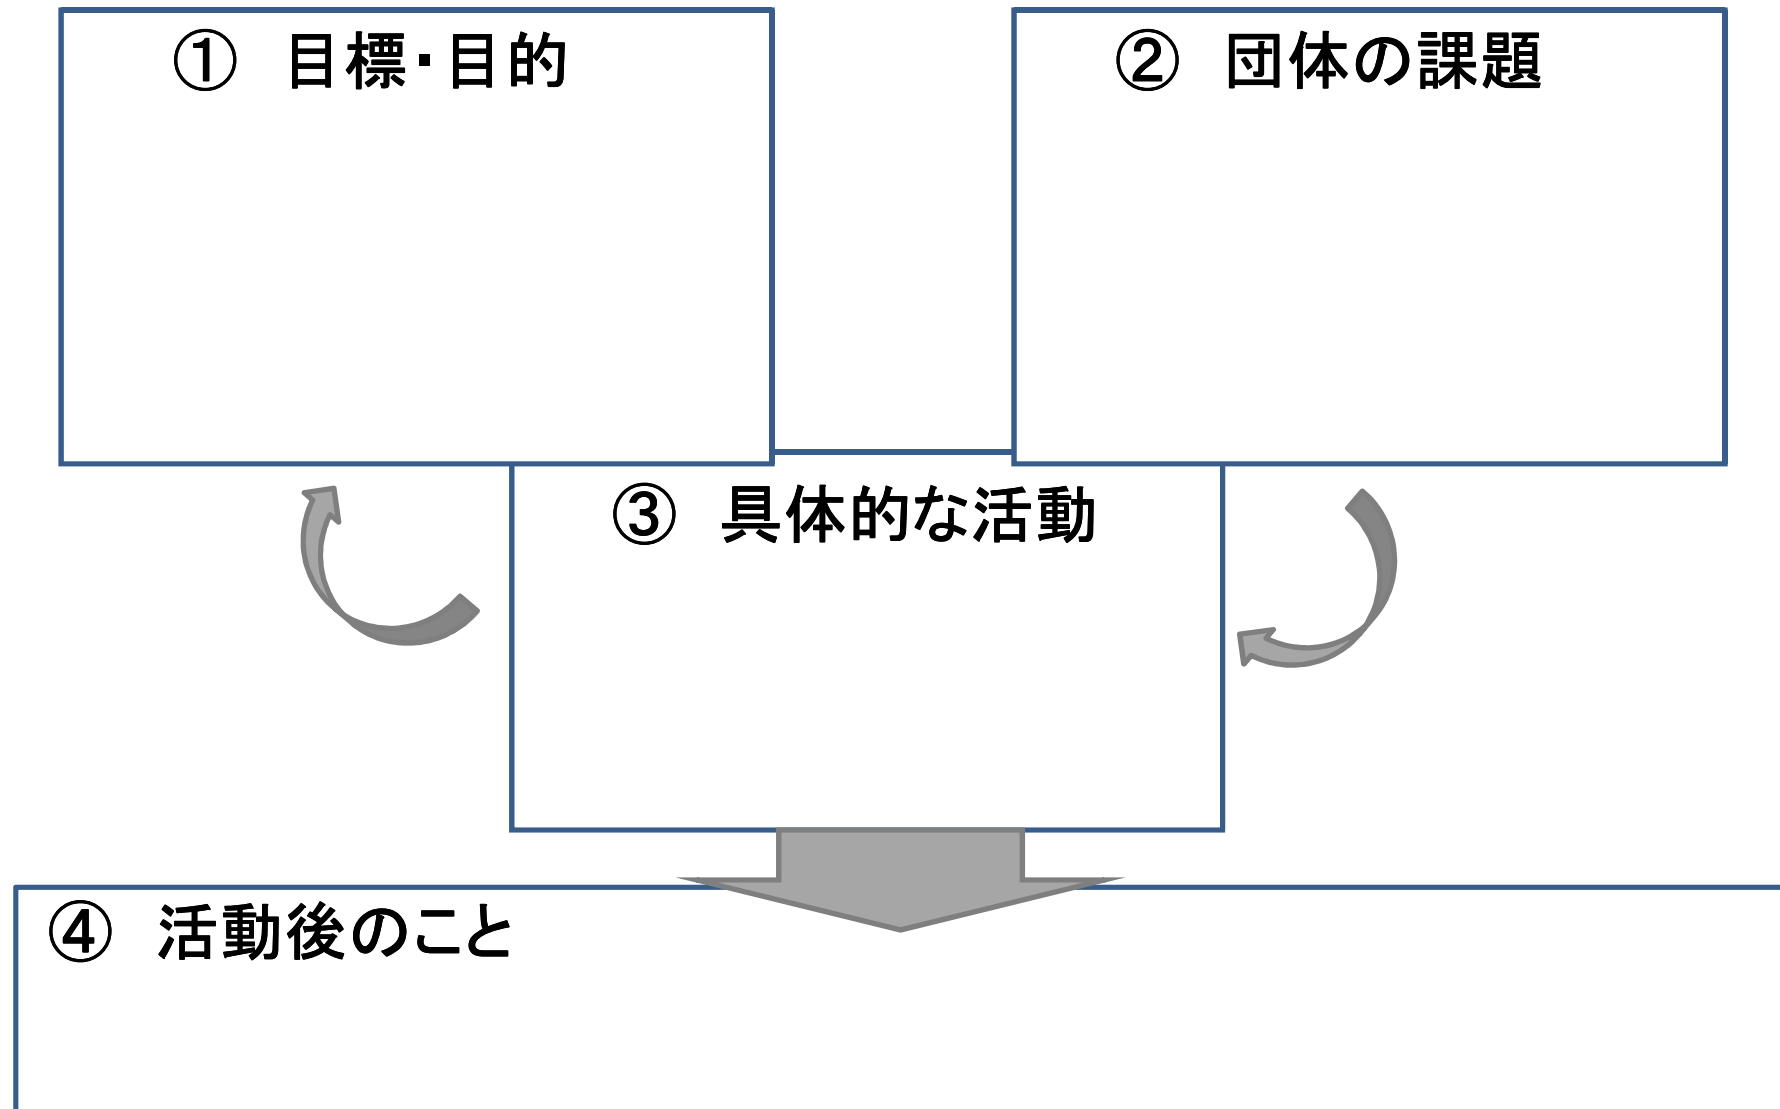 ① 目標・目的
② 団体の課題
③ 具体的な活動
④ 活動後のこと